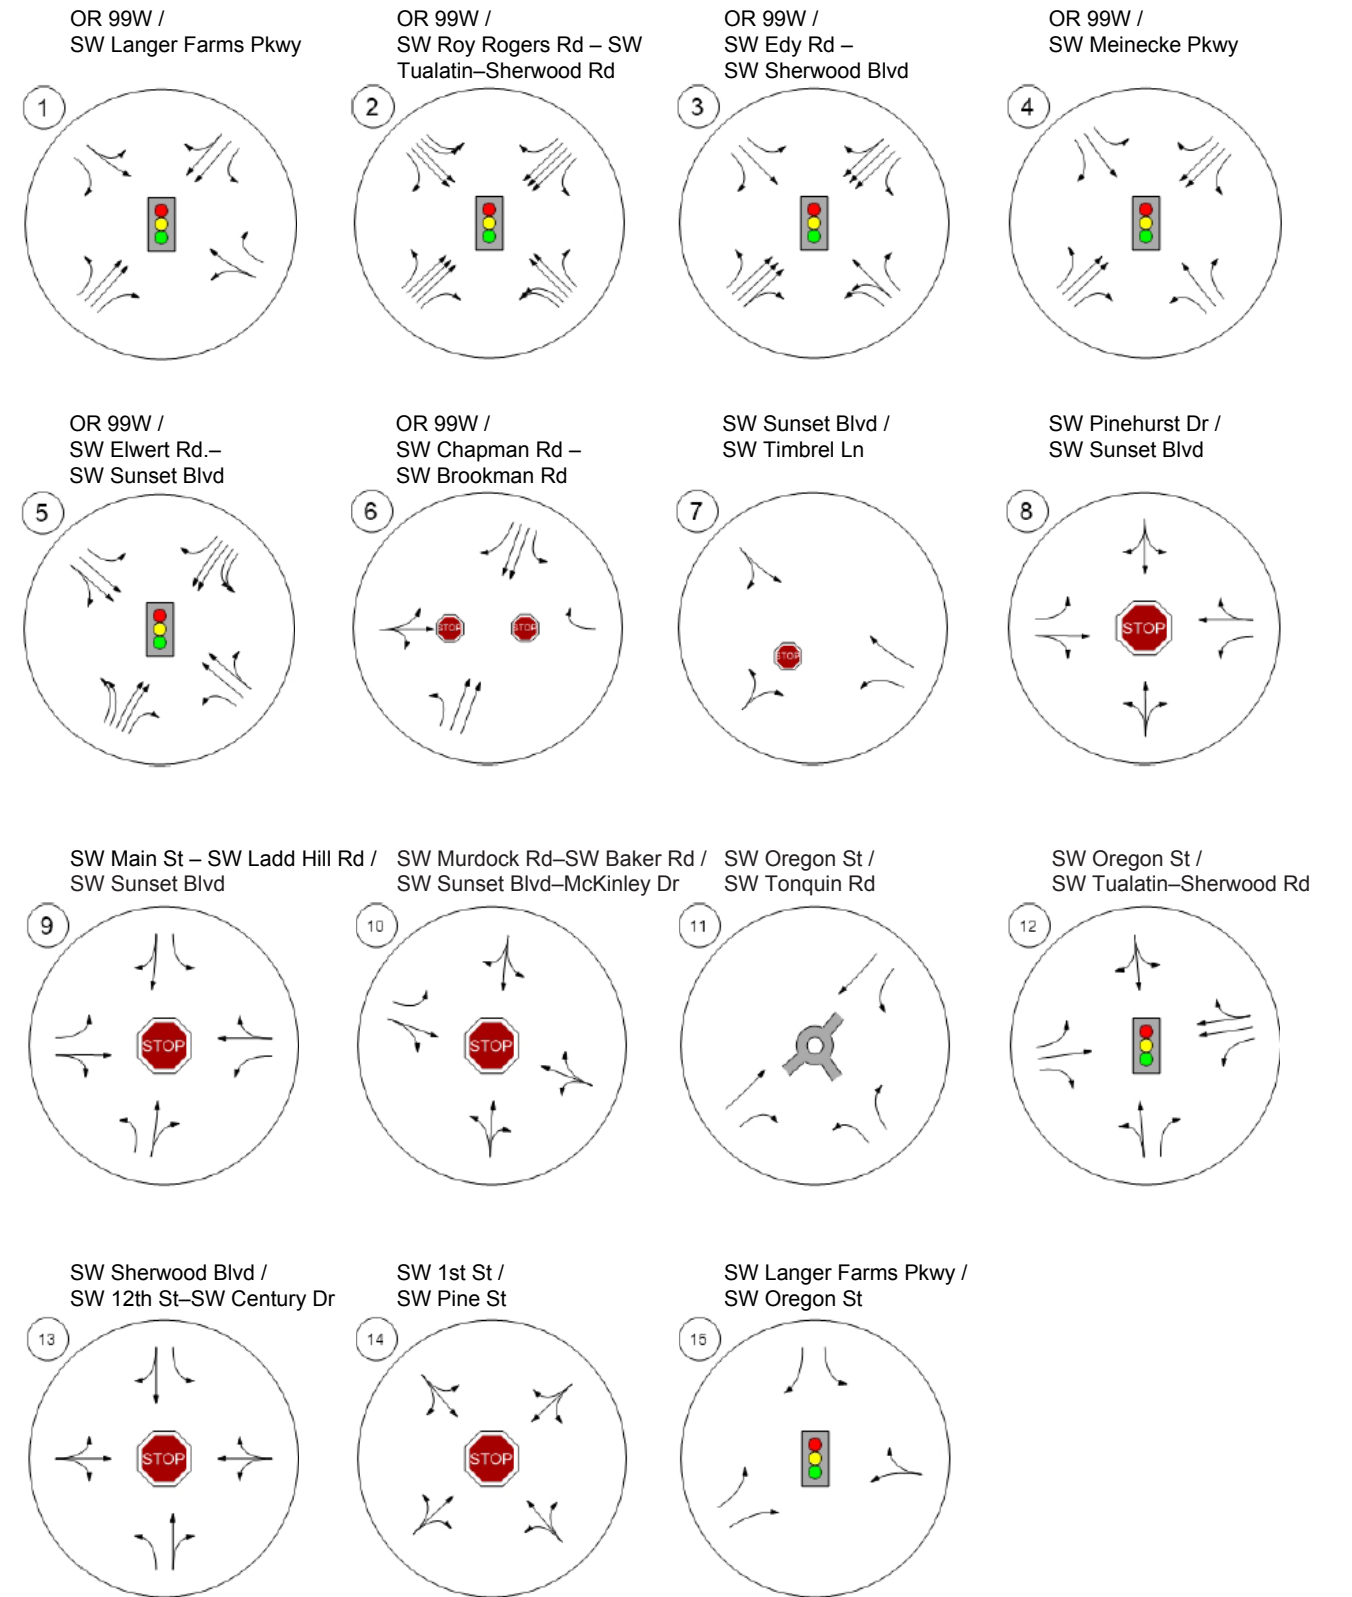 OR 99W /
SW Langer Farms Pkwy
OR 99W /
SW Roy Rogers Rd – SW
Tualatin–Sherwood Rd
OR 99W /
SW Edy Rd –
SW Sherwood Blvd
OR 99W /
SW Meinecke Pkwy
1
2
3
4
OR 99W /
SW Elwert Rd.–
SW Sunset Blvd
OR 99W /
SW Chapman Rd –
SW Brookman Rd
SW Sunset Blvd /
SW Timbrel Ln
SW Pinehurst Dr /
SW Sunset Blvd
5
6
STOP
STOP
7
STOP
8
STOP
SW Main St – SW Ladd Hill Rd /
SW Sunset Blvd
SW Murdock Rd–SW Baker Rd /
SW Sunset Blvd–McKinley Dr
SW Oregon St /
SW Tonquin Rd
SW Oregon St /
SW Tualatin–Sherwood Rd
9
STOP
10
STOP
11
12
SW Sherwood Blvd /
SW 12th St–SW Century Dr
SW 1st St /
SW Pine St
SW Langer Farms Pkwy /
SW Oregon St
13
STOP
14
STOP
15